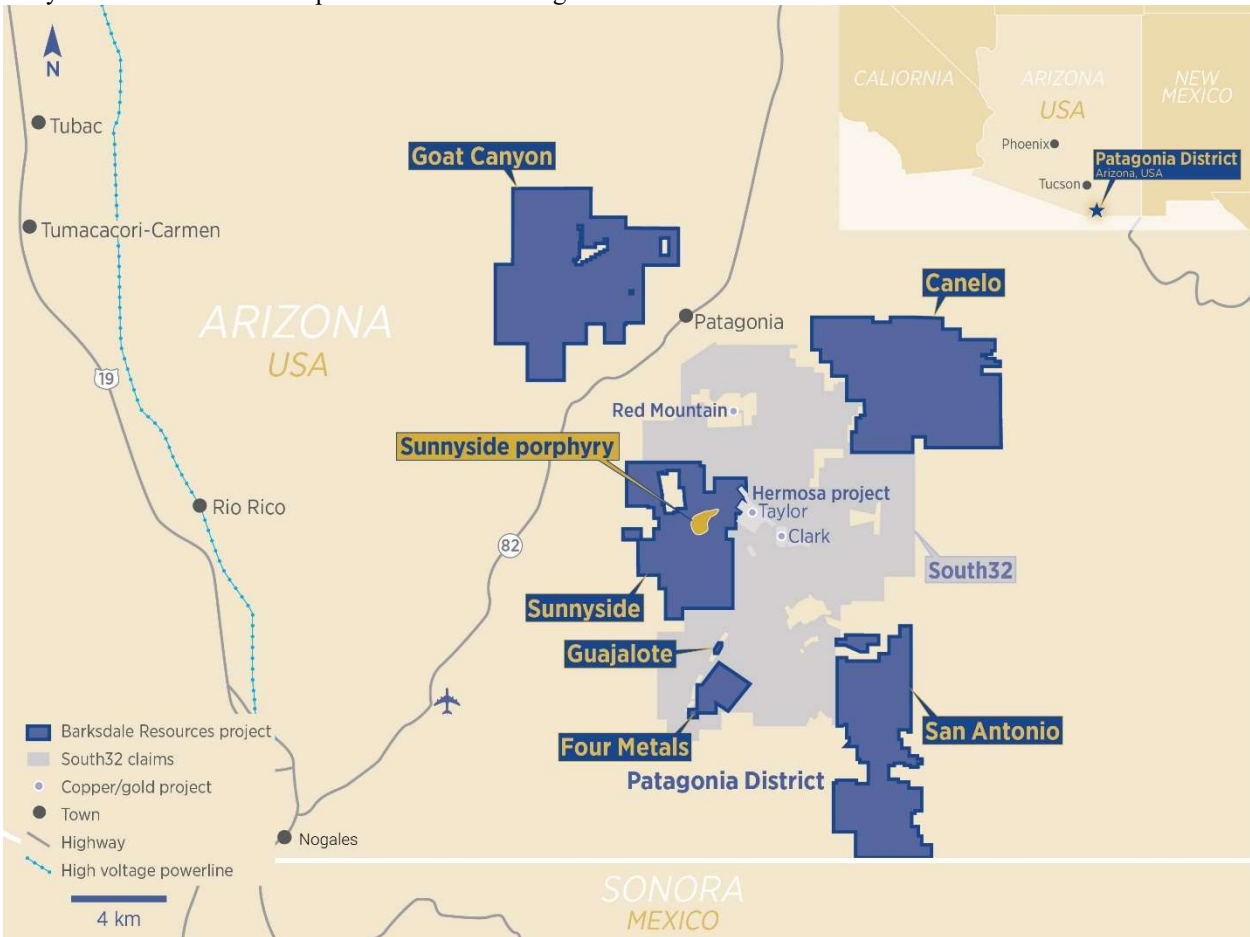 N
Tubac
Tumacacori-Carmen
ARIZONA
USA
19
Rio Rico
82
Goat Canyon
Patagonia
Canelo
Red Mountain
Sunnyside porphyry
Hermosa project
Taylor
Clark
South32
Sunnyside
Guajalote
Four Metals
San Antonio
Patagonia District
Nogales
CALIORNIA
ARIZONA
USA
NEW
MEXICO
Phoenix
Tucson
Patagonia District
Arizona, USA
Barksdale Resources project
South32 claims
Copper/gold project
Town
Highway
High voltage powerline
4 km
SONORA
MEXICO